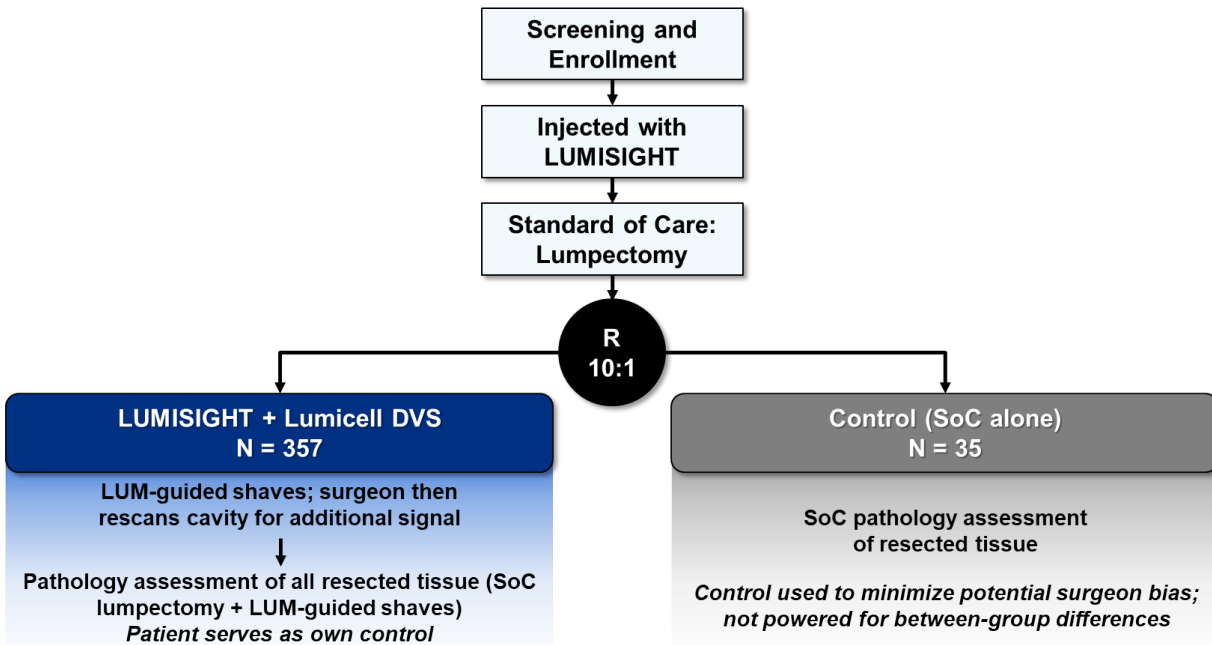 Screening and
Enrollment
Injected with
LUMISIGHT
Standard of Care:
Lumpectomy
R
10:1
LUMISIGHT + Lumicell DVS
N = 357
LUM-guided shaves; surgeon then
rescans cavity for additional signal
Pathology assessment of all resected tissue (SoC
lumpectomy + LUM-guided shaves)
Patient serves as own control
Control (SoC alone)
N = 35
SoC pathology assessment
of resected tissue
Control used to minimize potential surgeon bias;
not powered for between-group differences